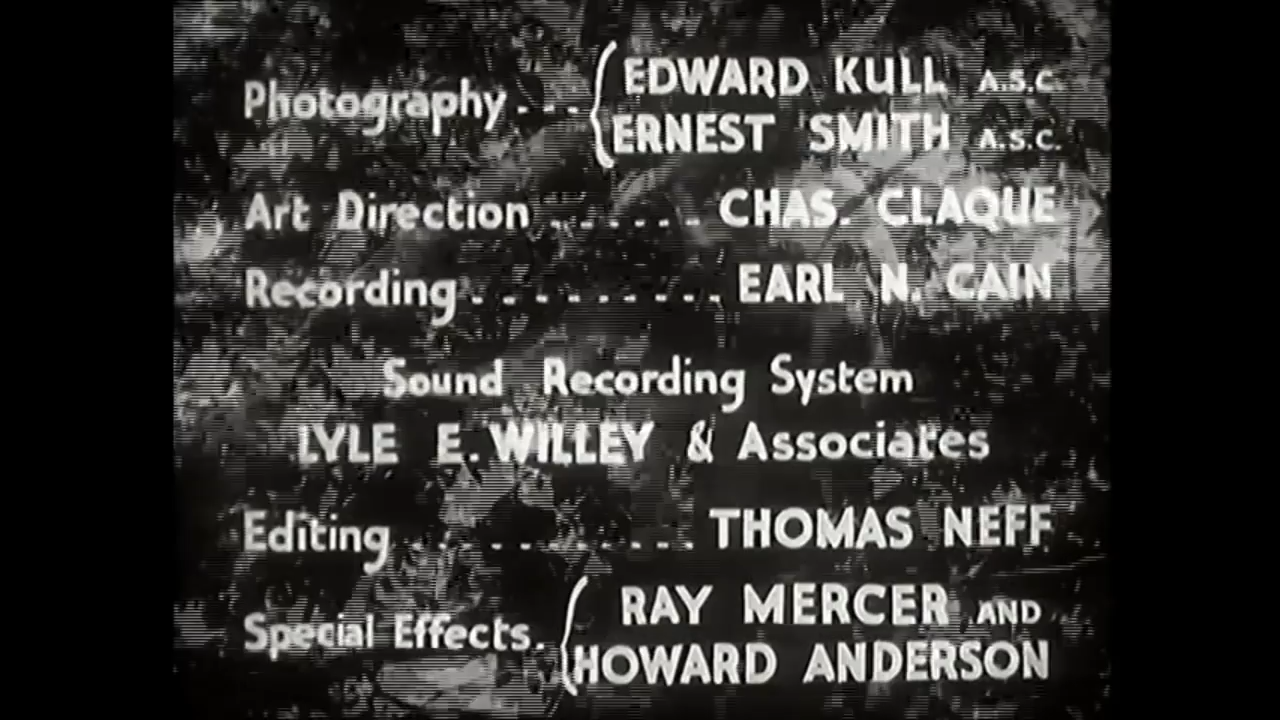 Photography . . . { EDWARD KULL A.S.C.
ERNEST SMITH A.S.C.
Art Direction . . . . . . CHAS. CLAQUE
Recording . . . . . . . . . EARL N. CAIN
Sound Recording System
LYLE E. WILLEY & Associates
Editing . . . . . . . . . . THOMAS NEFF
Special Effects. { RAY MERCER AND
HOWARD ANDERSON